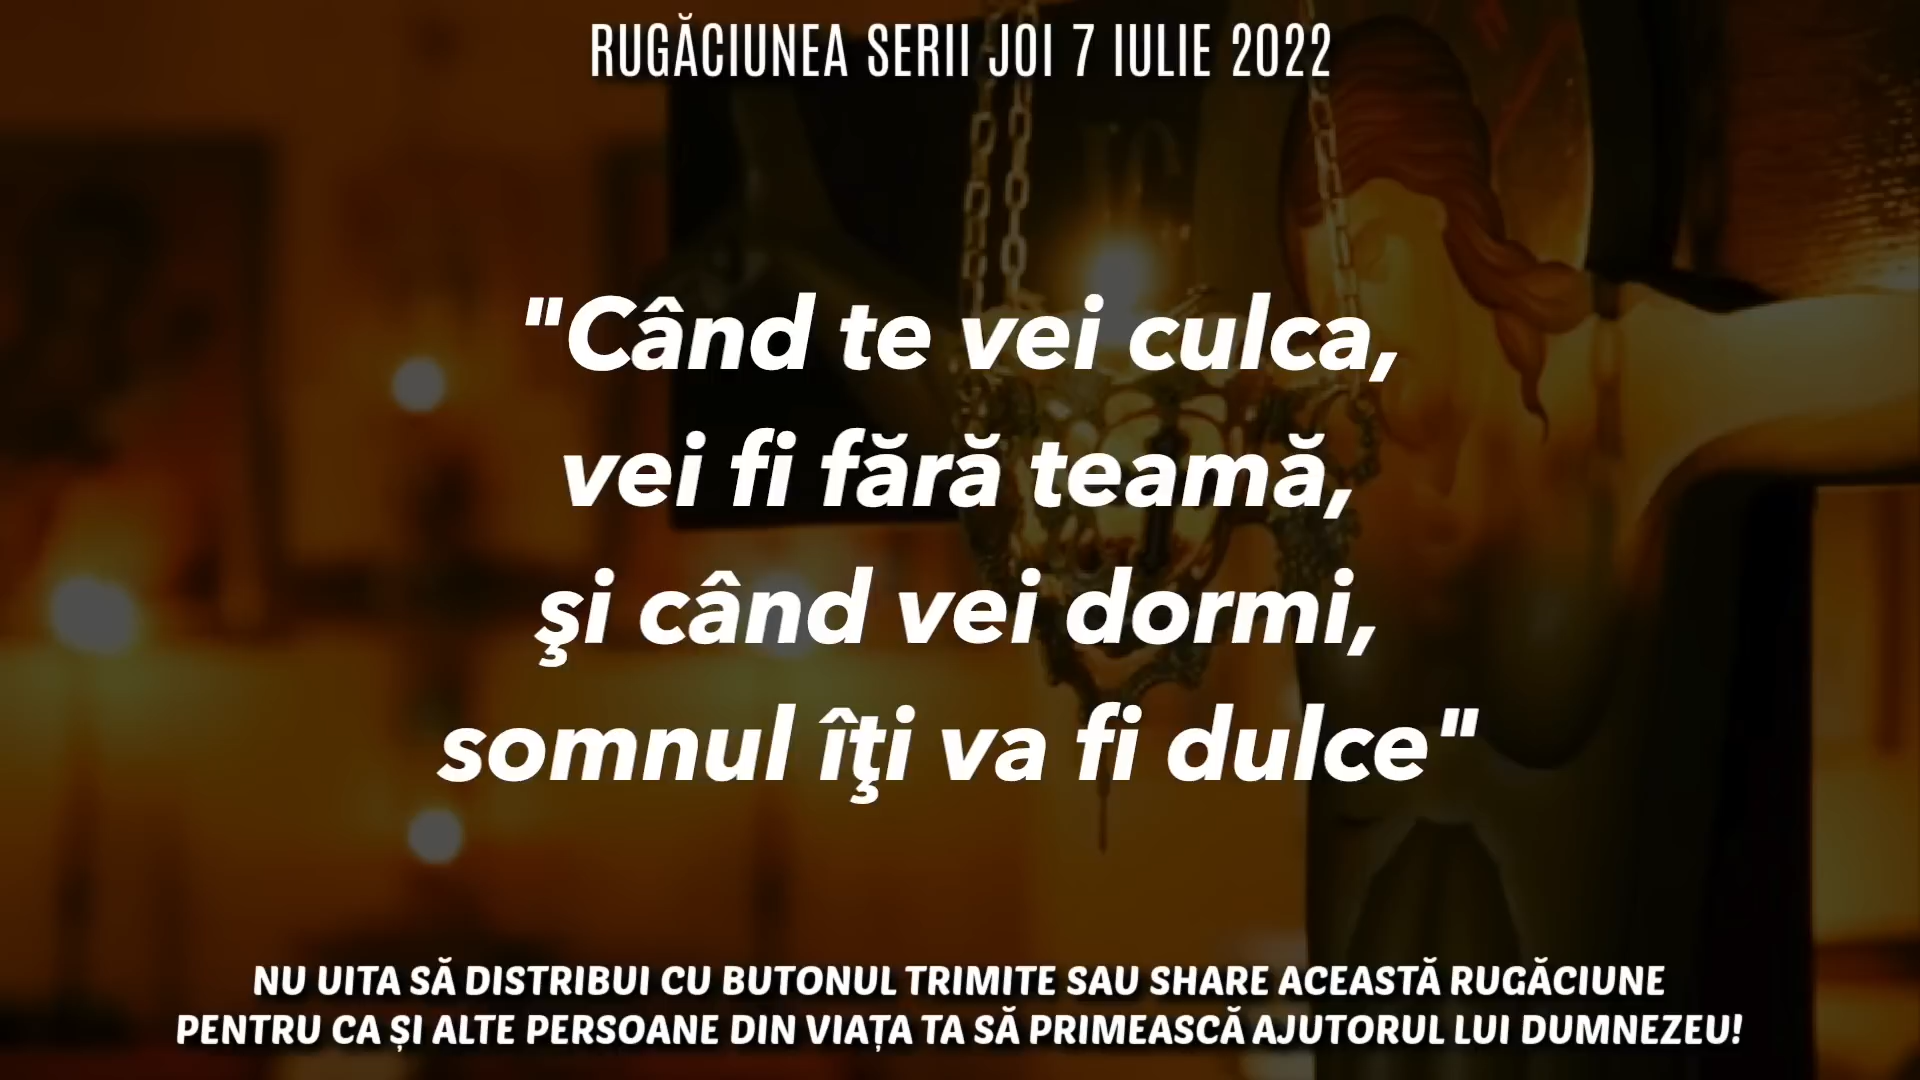 RUGĂCIUNEA SERII JOI 7 IULIE 2022
"Când te vei culca,
vei fi fără teamă,
şi când vei dormi,
somnul îţi va fi dulce"
NU UITA SĂ DISTRIBUI CU BUTONUL TRIMITE SAU SHARE ACEASTĂ RUGĂCIUNE
PENTRU CA ȘI ALTE PERSOANE DIN VIAȚA TA SĂ PRIMEASCĂ AJUTORUL LUI DUMNEZEU!